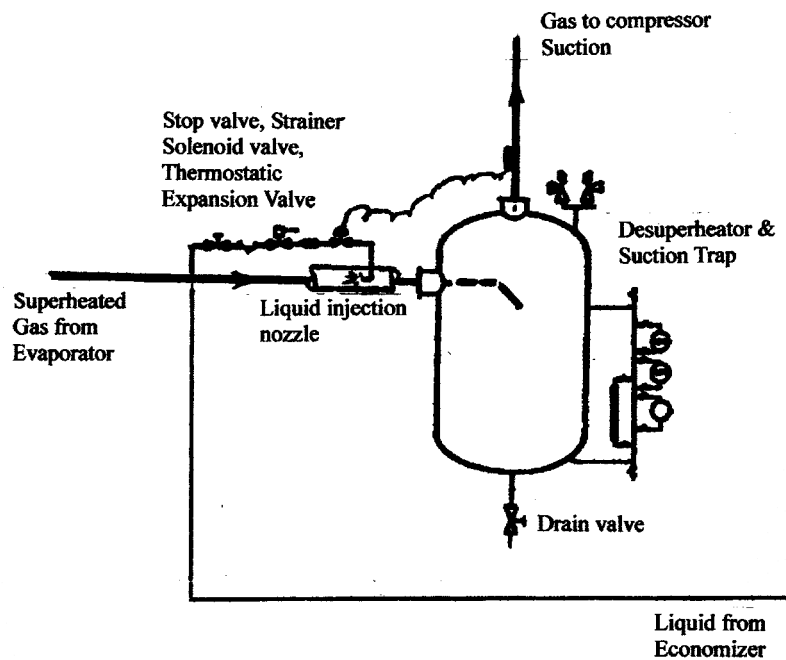 Gas to compressor
Suction
Stop valve, Strainer
Solenoid valve,
Thermostatic
Expansion Valve
Desuperheator &
Suction Trap
Superheated
Gas from
Evaporator
Liquid injection
nozzle
Drain valve
Liquid from
Economizer